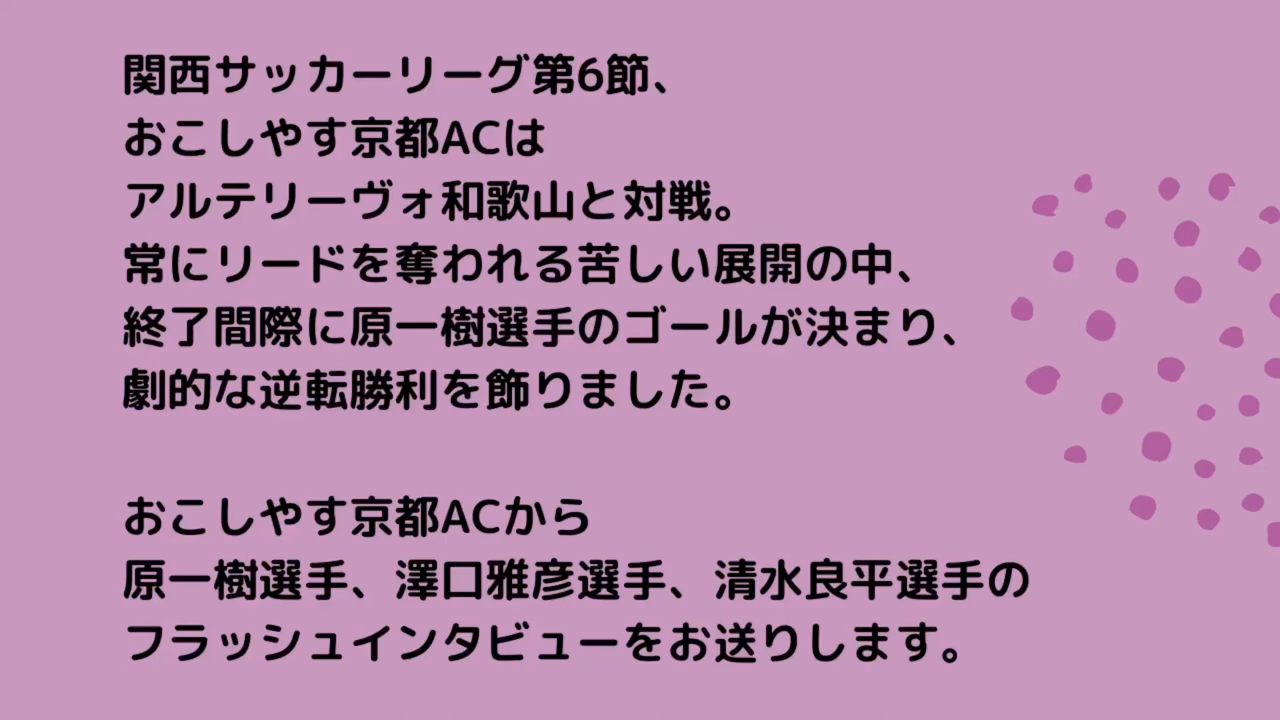 関西サッカーリーグ第6節、
おこしやす京都ACは
アルテリーヴォ和歌山と対戦。
常にリードを奪われる苦しい展開の中、
終了間際に原一樹選手のゴールが決まり、
劇的な逆転勝利を飾りました。
おこしやす京都ACから
原一樹選手、澤口雅彦選手、清水良平選手の
フラッシュインタビューをお送りします。